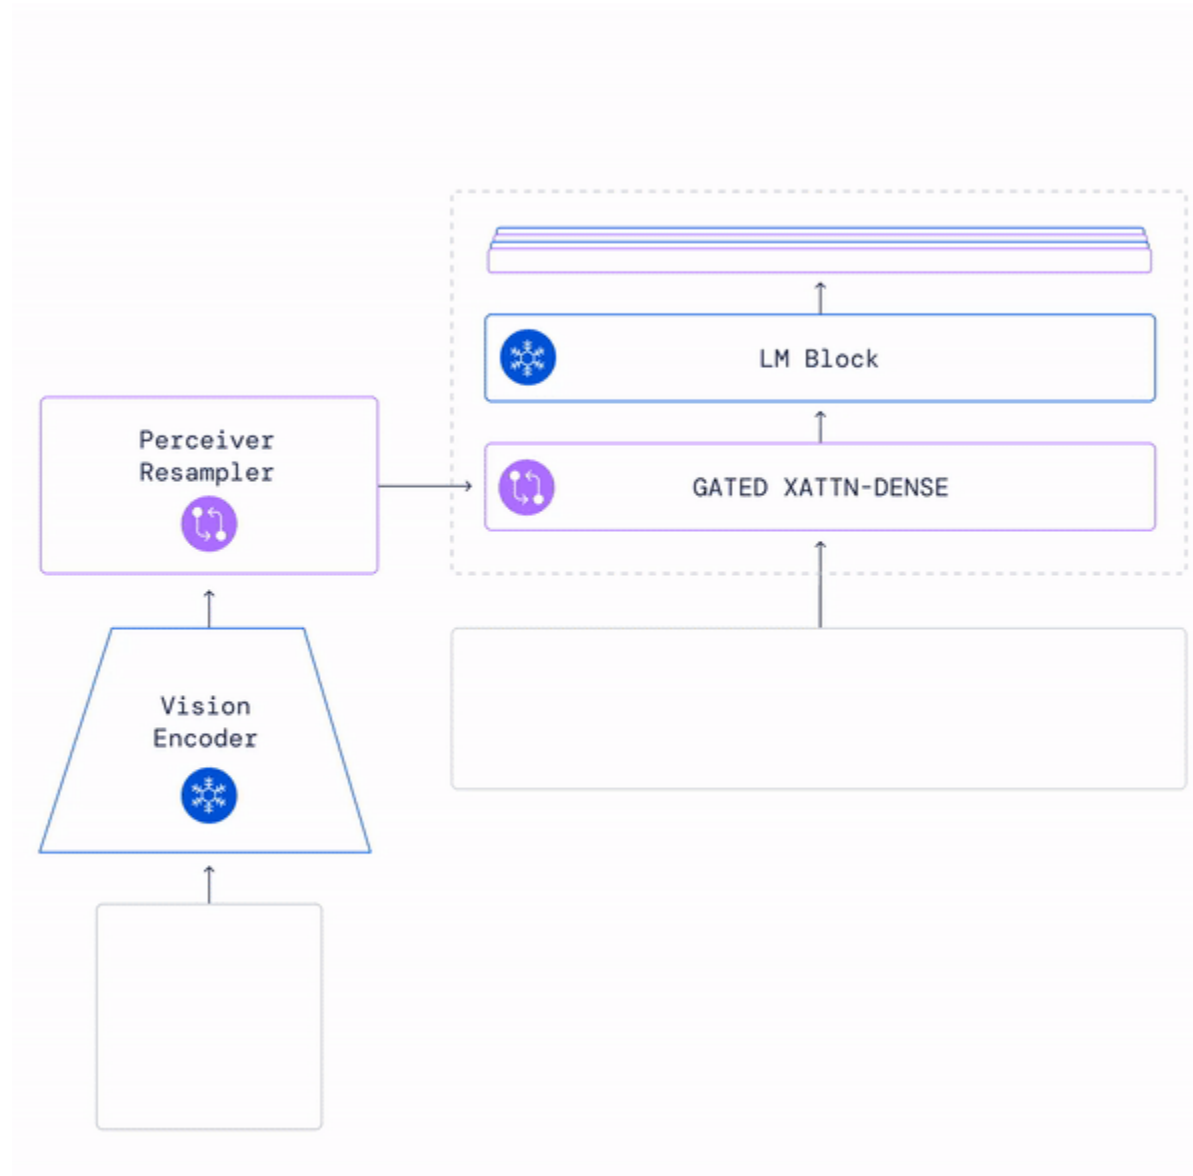 LM Block
Perceiver
Resampler
GATED XATTN-DENSE
Vision
Encoder